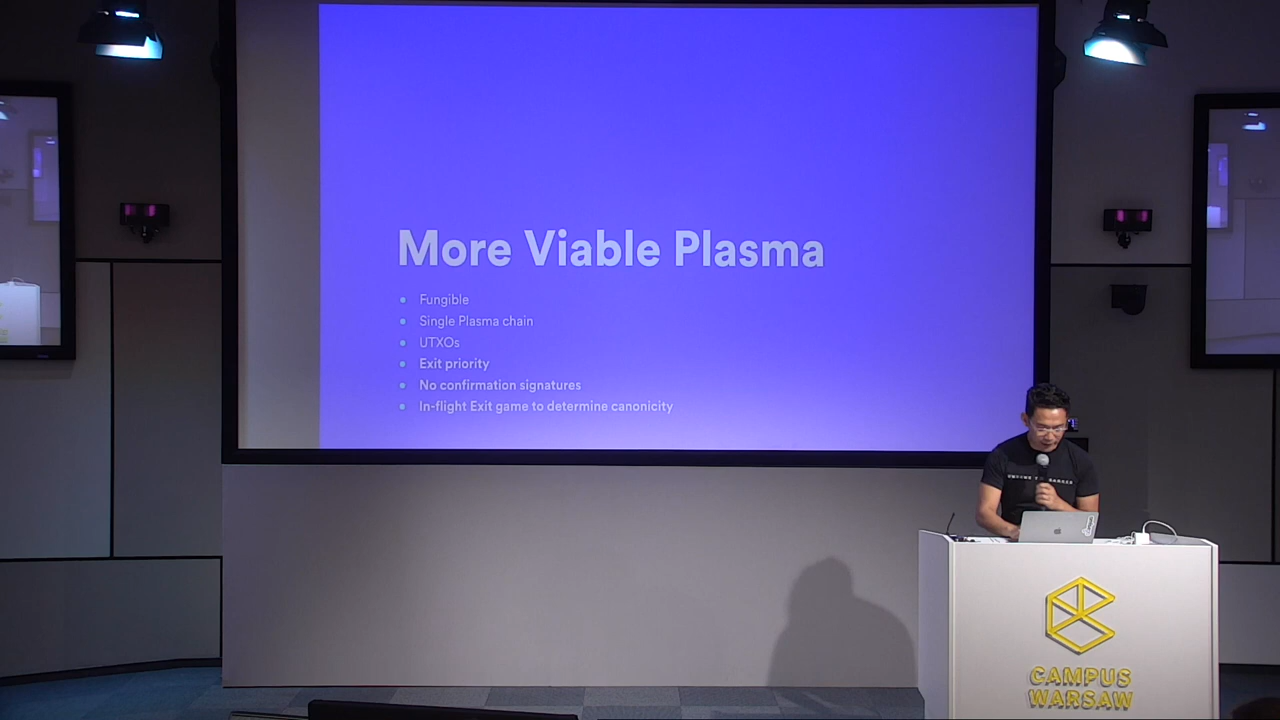 More Viable Plasma
Fungible
Single Plasma chain
UTXOs
Exit priority
No confirmation signatures
In-flight Exit game to determine canonicity
CAMPUS
WARSAW